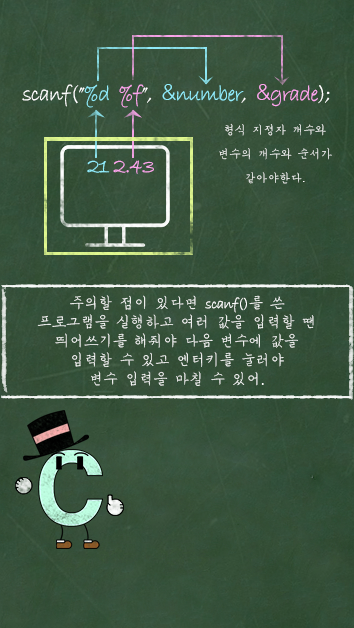 scanf("%d %f", &number, &grade);
형식 지정자 개수와
변수의 개수와 순서가
같아야한다.
21 2.43
주의할 점이 있다면 scanf()를 쓴
프로그램을 실행하고 여러 값을 입력할 땐
띄어쓰기를 해줘야 다음 변수에 값을
입력할 수 있고 엔터키를 눌러야
변수 입력을 마칠 수 있어.
C